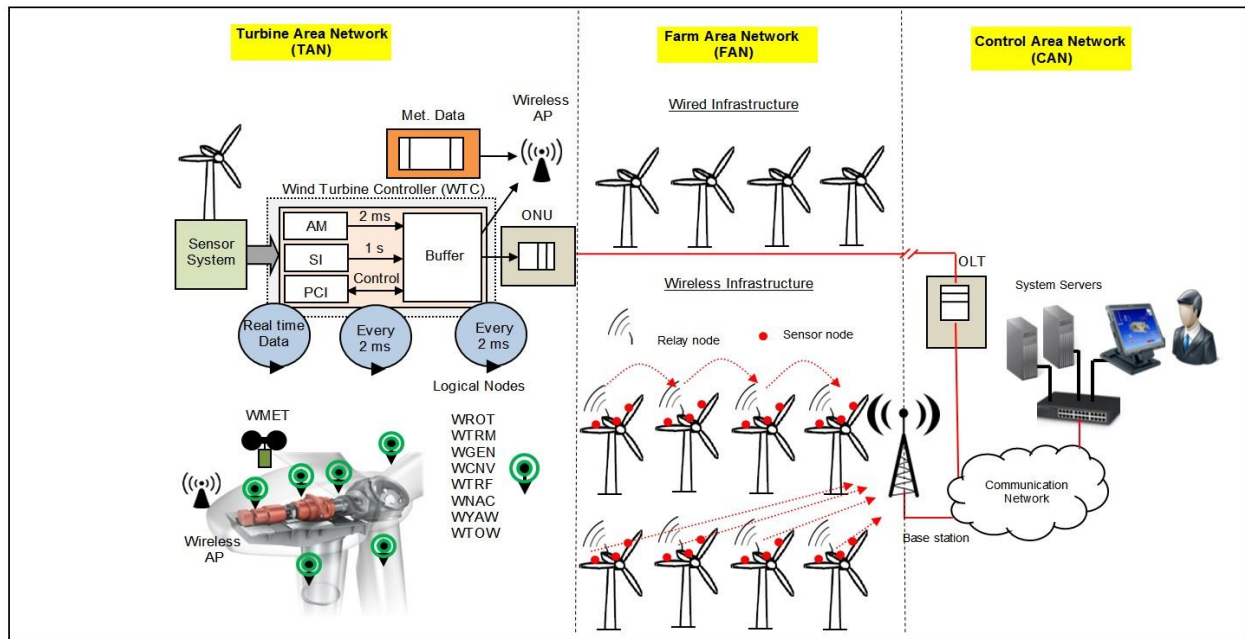 Turbine Area Network
(TAN)
Farm Area Network
(FAN)
Control Area Network
(CAN)
Wired Infrastructure
Met. Data
Wireless
AP
Wind Turbine Controller (WTC)
Sensor
System
AM
2 ms
SI
1 s
PCI
Control
Buffer
ONU
Real time
Data
Every
2 ms
Every
2 ms
Logical Nodes
WMET
Wireless
AP
WROT
WTRM
WGEN
WCNV
WTRF
WNAC
WYAW
WTOW
Wireless Infrastructure
Relay node
Sensor node
OLT
System Servers
Communication
Network
Base station